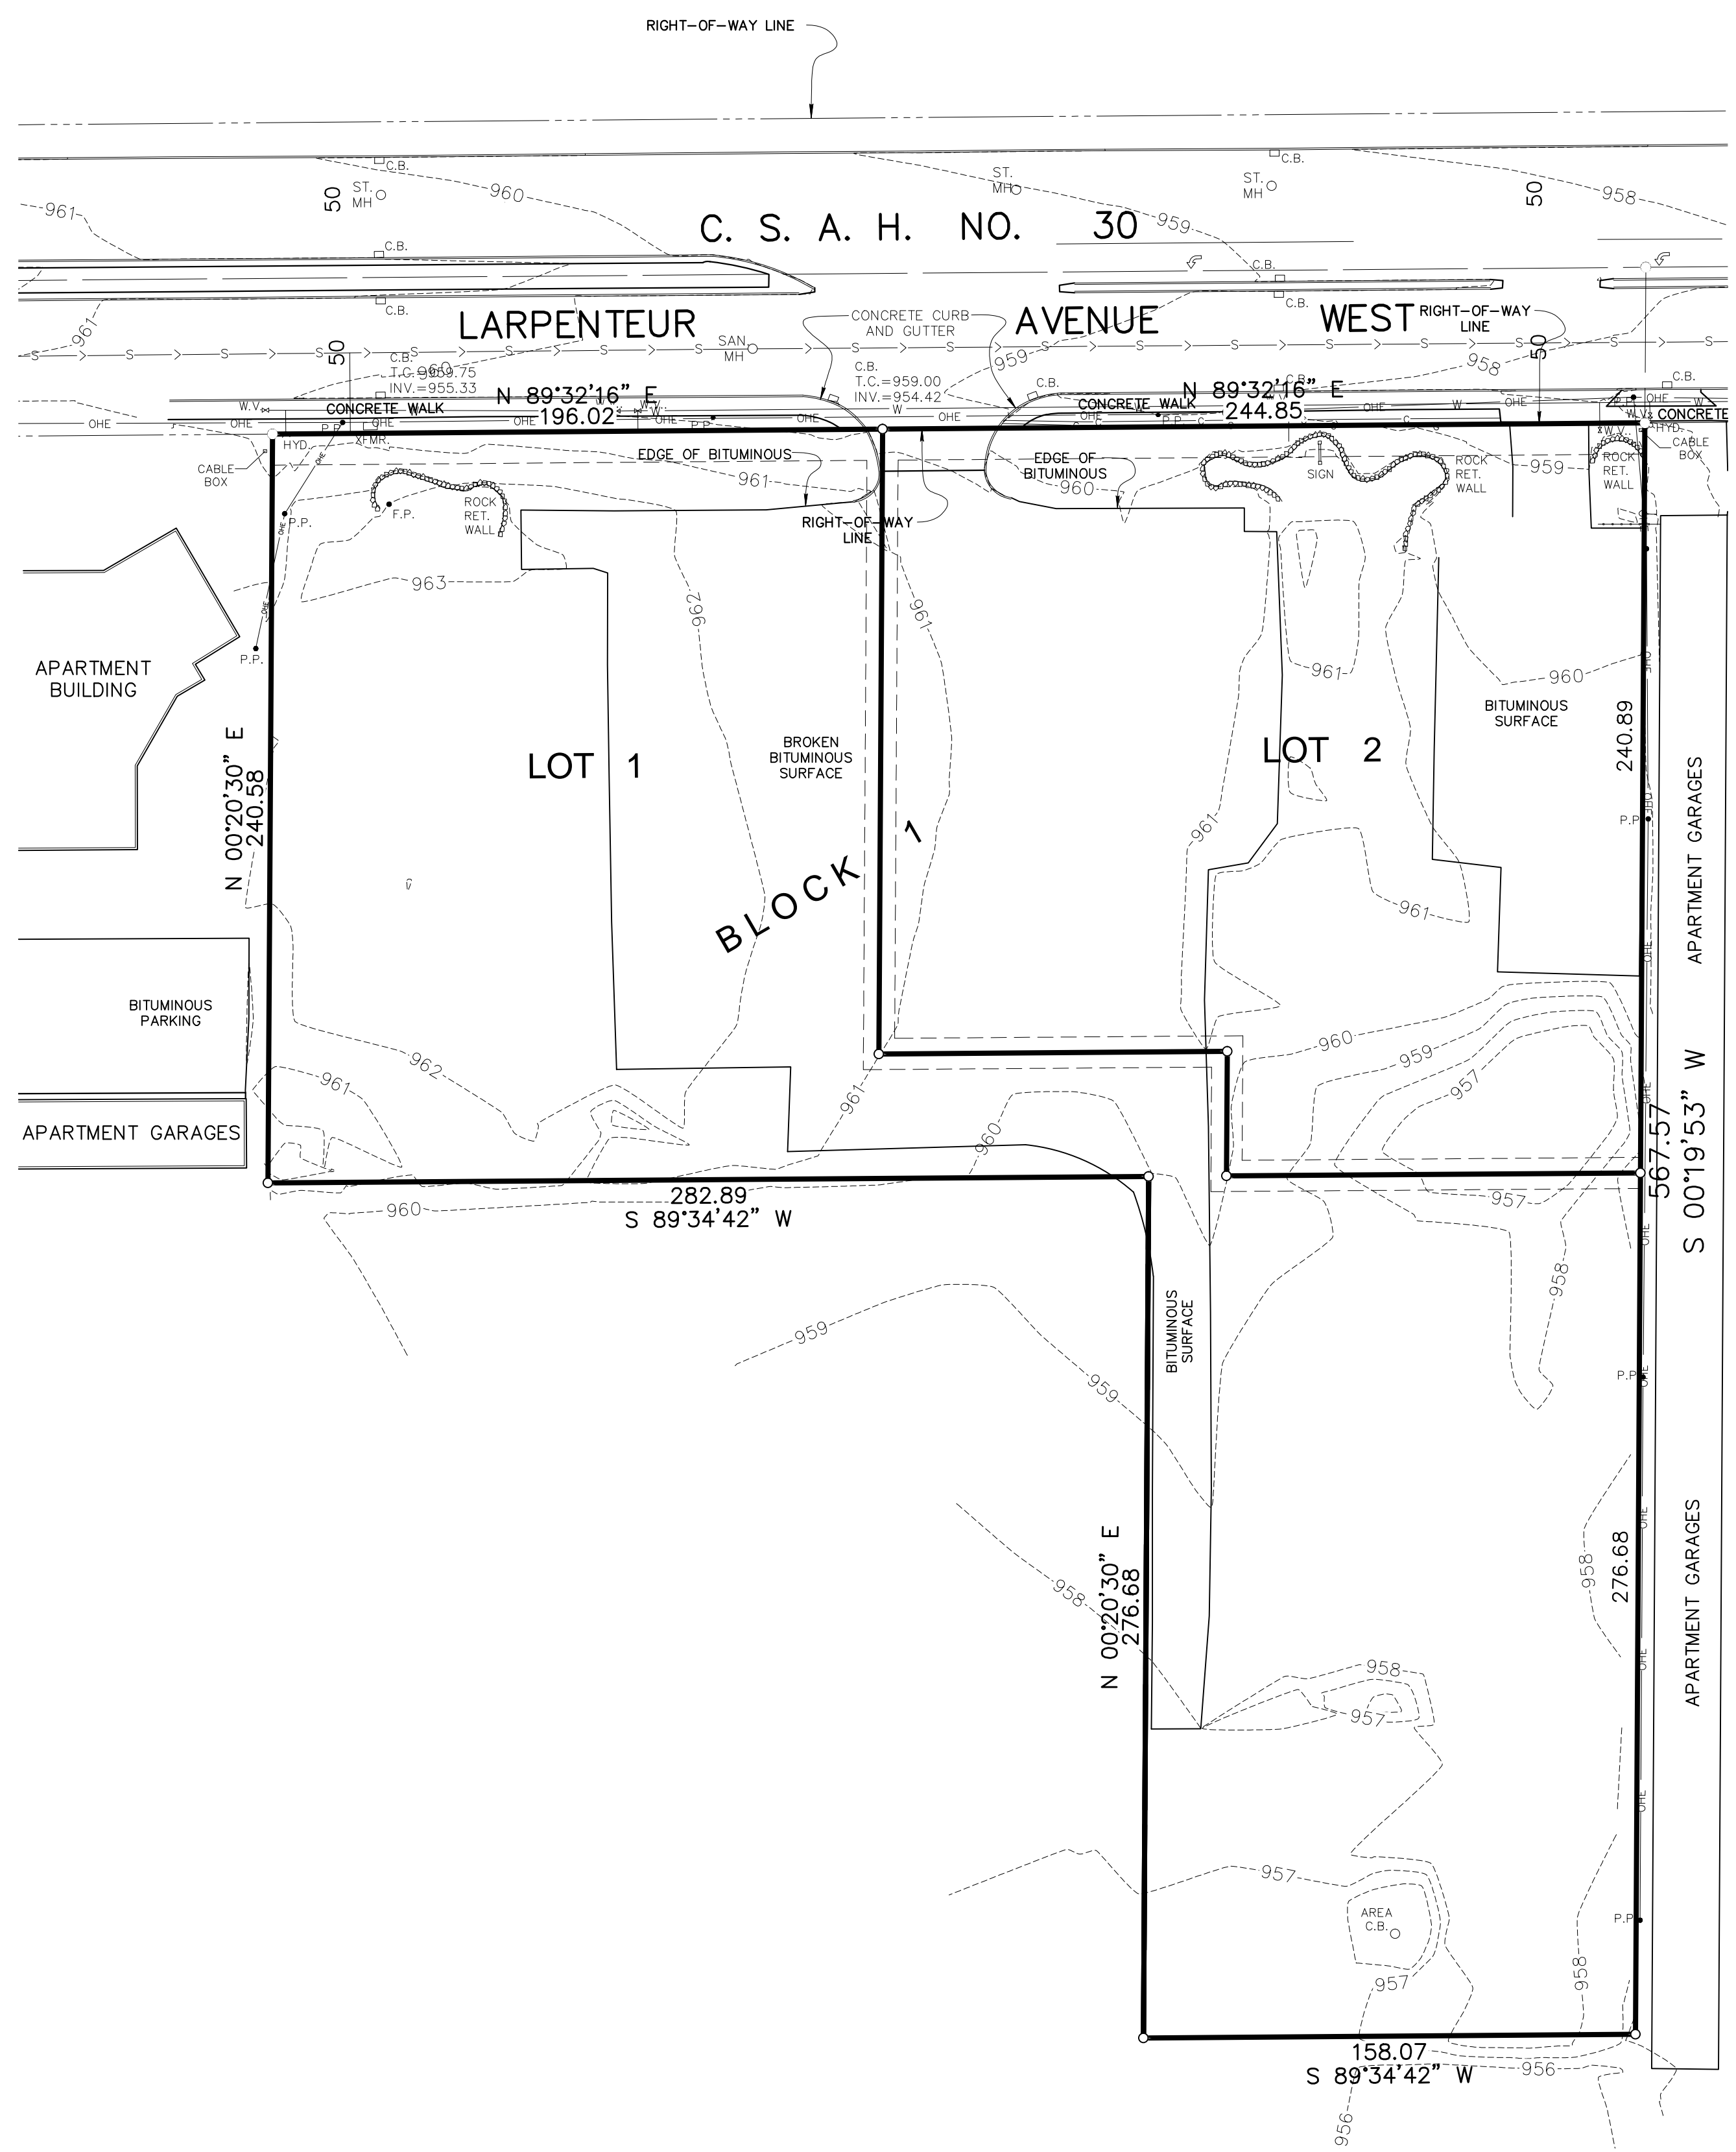 RIGHT-OF-WAY LINE
C.B.
ST.
MH
50
960
961
ST.
MH
C.B.
ST.
MH
50
958
959
C. S. A. H. NO. 30
C.B.
C.B.
C.B.
C.B.
LARPENTEUR AVENUE WEST
CONCRETE CURB
AND GUTTER
RIGHT-OF-WAY
LINE
961
50
50
SAN.
MH
S S S S S S S S S S S S S
959
958
960
C.B.
T.C.=959.75
INV.=955.33
C.B.
T.C.=959.00
INV.=954.42
C.B.
C.B.
C.B.
N 89°32'16" E
196.02
N 89°32'16" E
244.85
W.V.
CONCRETE WALK
CONCRETE WALK
CONCRETE
OHE OHE OHE OHE OHE OHE OHE
P.P.
P.P.
P.P.
P.P.
W.V.
HYD.
XFMR.
HYD.
W.V.
CABLE
BOX
CABLE
BOX
EDGE OF BITUMINOUS
EDGE OF
BITUMINOUS
961
960
959
ROCK
RET.
WALL
SIGN
ROCK
RET.
WALL
ROCK
RET.
WALL
F.P.
P.P.
RIGHT-OF-WAY
LINE
963
962
961
P.P.
961
960
APARTMENT
BUILDING
BITUMINOUS
SURFACE
LOT 1
BROKEN
BITUMINOUS
SURFACE
LOT 2
N 00°20'30" E
240.58
240.89
P.P.
APARTMENT GARAGES
BLOCK 1
961
961
BITUMINOUS
PARKING
962
961
961
960
959
957
APARTMENT GARAGES
960
567.57
S 00°19'53" W
957
960
282.89
S 89°34'42" W
958
959
BITUMINOUS
SURFACE
959
P.P.
958
N 00°20'30" E
276.68
958
276.68
APARTMENT GARAGES
958
957
957
AREA
C.B.
P.P.
957
958
158.07
S 89°34'42" W
956
956